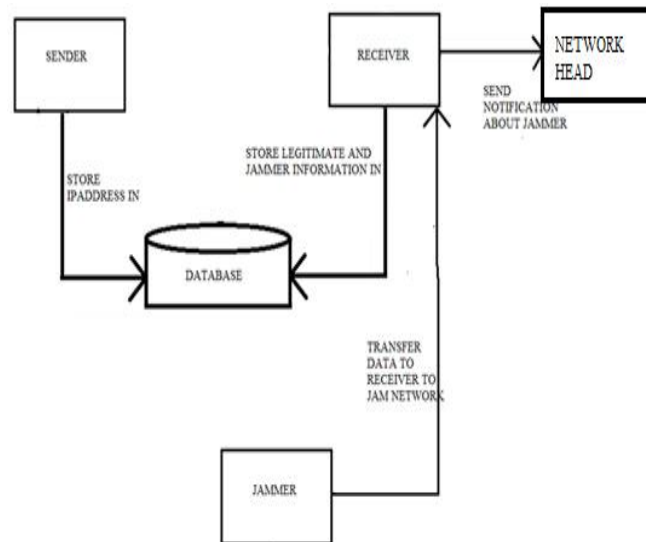 SENDER
RECEIVER
NETWORK
HEAD
SEND
NOTIFICATION
ABOUT JAMMER
STORE LEGITIMATE AND
JAMMER INFORMATION IN
STORE
IPADDRESS IN
DATABASE
TRANSFER
DATA TO
RECEIVER TO
JAM NETWORK
JAMMER